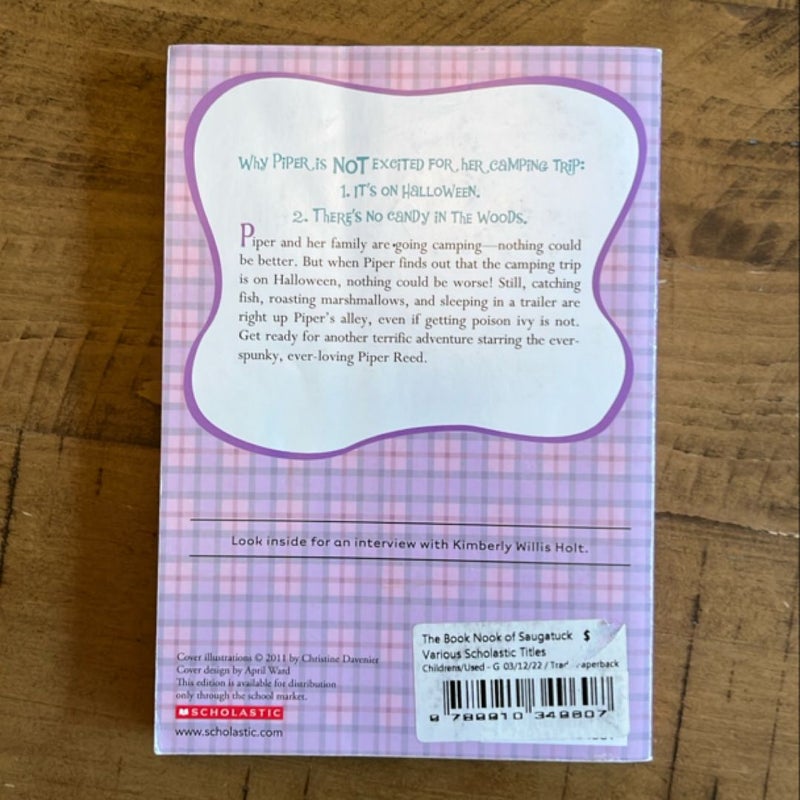 Why Piper is NOT excited for her camping trip:
1. It's on Halloween.
2. There's no candy in the woods.
Piper and her family are going camping—nothing could
be better. But when Piper finds out that the camping trip
is on Halloween, nothing could be worse! Still, catching
fish, roasting marshmallows, and sleeping in a trailer are
right up Piper's alley, even if getting poison ivy is not.
Get ready for another terrific adventure starring the ever-
spunky, ever-loving Piper Reed.
Look inside for an interview with Kimberly Willis Holt.
Cover illustrations © 2011 by Christine Davenier
Cover design by April Ward
This edition is available for distribution
only through the school market.
SCHOLASTIC
www.scholastic.com
The Book Nook of Saugatuck $
Various Scholastic Titles
Childrens/Used - G 03/12/22 /
9 789910 349807